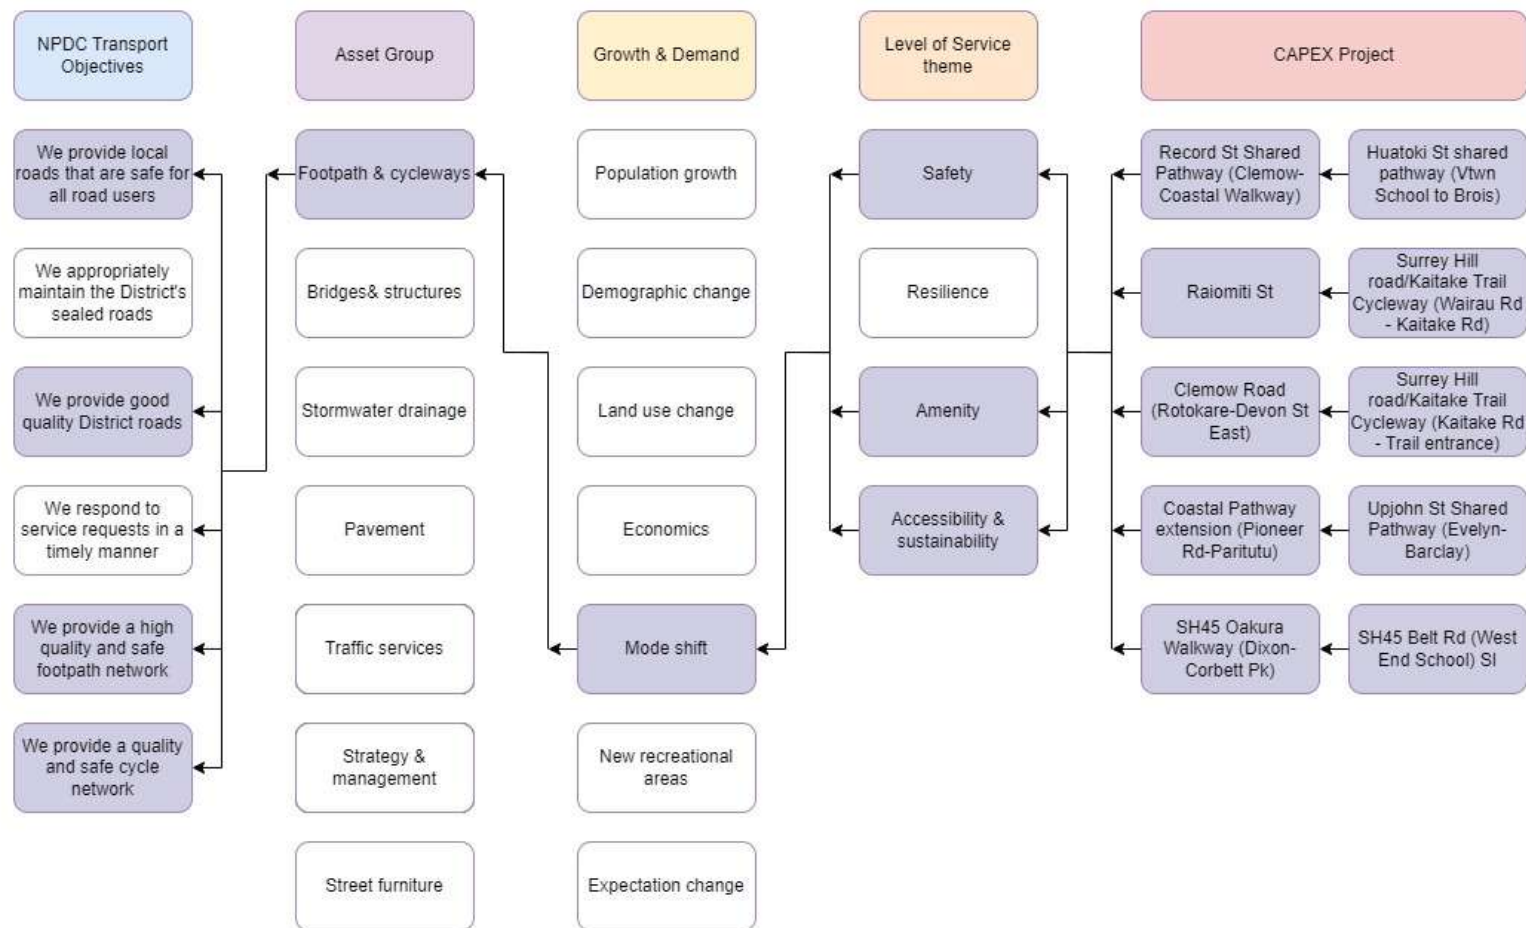 NPDC Transport
Objectives
Asset Group
Growth & Demand
Level of Service
theme
CAPEX Project
We provide local
roads that are safe for
all road users
Footpath & cycleways
Population growth
Safety
Record St Shared
Pathway (Clemow-
Coastal Walkway)
Huatoki St shared
pathway (Vtwn
School to Brois)
We appropriately
maintain the District's
sealed roads
Bridges& structures
Demographic change
Resilience
Raiomiti St
Surrey Hill
road/Kaitake Trail
Cycleway (Wairau Rd
- Kaitake Rd)
We provide good
quality District roads
Stormwater drainage
Land use change
Amenity
Clemow Road
(Rotokare-Devon St
East)
Surrey Hill
road/Kaitake Trail
Cycleway (Kaitake Rd
- Trail entrance)
We respond to
service requests in a
timely manner
Pavement
Economics
Accessibility &
sustainability
Coastal Pathway
extension (Pioneer
Rd-Paritutu)
Upjohn St Shared
Pathway (Evelyn-
Barclay)
We provide a high
quality and safe
footpath network
Traffic services
Mode shift
SH45 Oakura
Walkway (Dixon-
Corbett Pk)
SH45 Belt Rd (West
End School) SI
We provide a quality
and safe cycle
network
Strategy &
management
New recreational
areas
Street furniture
Expectation change